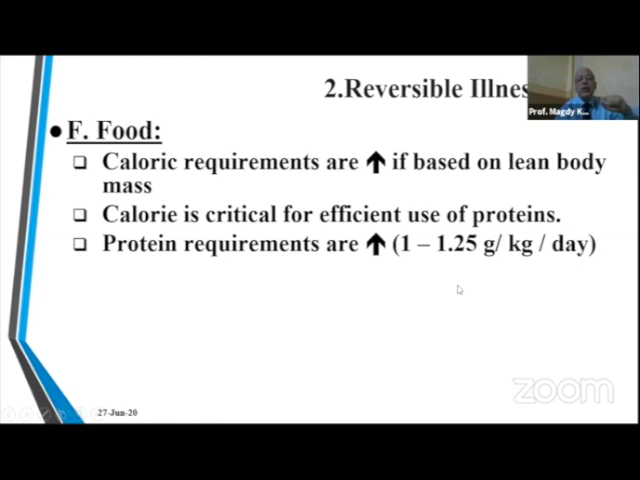 2.Reversible Illnes
Prof. Magdy K...
● F. Food:
❑ Caloric requirements are ↑ if based on lean body
mass
❑ Calorie is critical for efficient use of proteins.
❑ Protein requirements are ↑ (1 – 1.25 g/ kg / day)
zoom
27-Jun-20